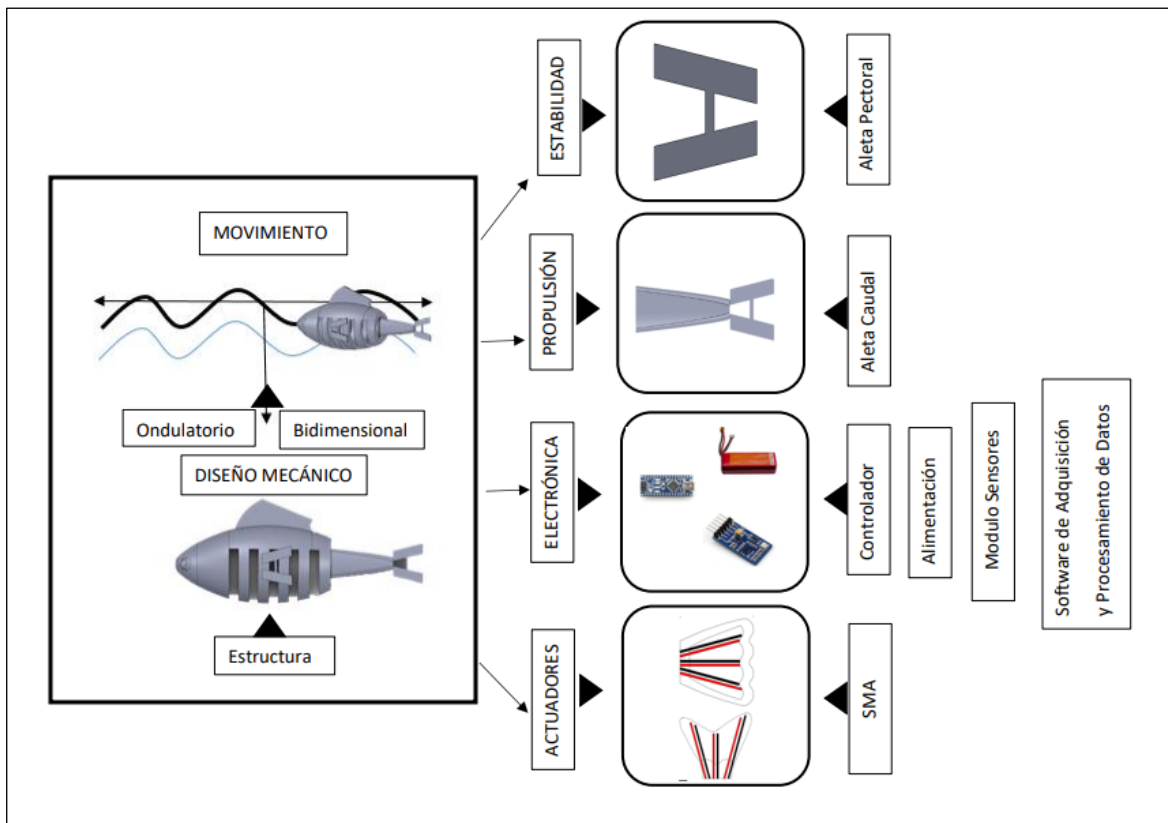 MOVIMIENTO
Ondulatorio
Bidimensional
DISEÑO MECÁNICO
Estructura
ESTABILIDAD
Aleta Pectoral
PROPULSIÓN
Aleta Caudal
ELECTRÓNICA
Controlador
Alimentación
Modulo Sensores
Software de Adquisición
y Procesamiento de Datos
ACTUADORES
SMA